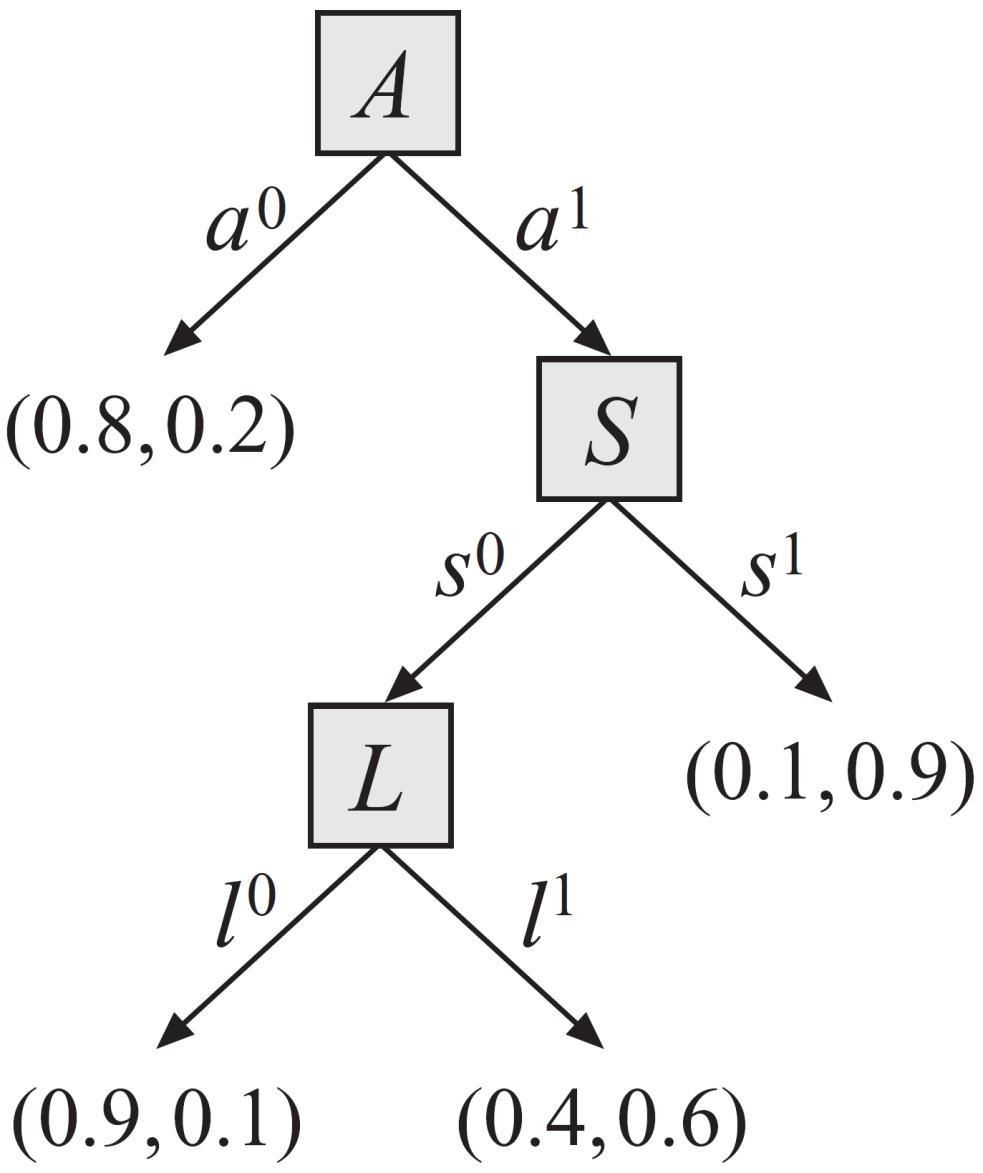 A
a⁰ a¹
(0.8, 0.2)
S
s⁰ s¹
L
(0.1, 0.9)
l⁰ l¹
(0.9, 0.1) (0.4, 0.6)